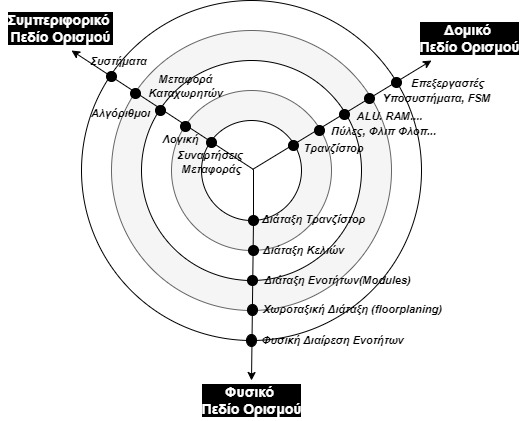 Συμπεριφορικό
Πεδίο Ορισμού
Δομικό
Πεδίο Ορισμού
Συστήματα
Μεταφορά
Καταχωρητών
Αλγόριθμοι
Λογική
Συναρτήσεις
Μεταφοράς
Επεξεργαστές
Υποσυστήματα, FSM
ALU, RAM....
Πύλες, Φλιπ Φλοπ...
Τρανζίστορ
Διάταξη Τρανζίστορ
Διάταξη Κελιών
Διάταξη Ενοτήτων(Modules)
Χωροταξική Διάταξη (floorplaning)
Φυσική Διαίρεση Ενοτήτων
Φυσικό
Πεδίο Ορισμού